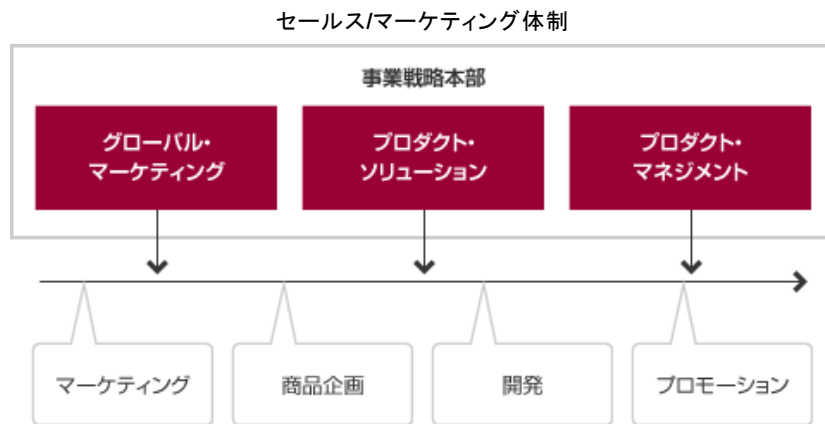 セールス/マーケティング体制
事業戦略本部
グローバル・
マーケティング
プロダクト・
ソリューション
プロダクト・
マネジメント
マーケティング
商品企画
開発
プロモーション